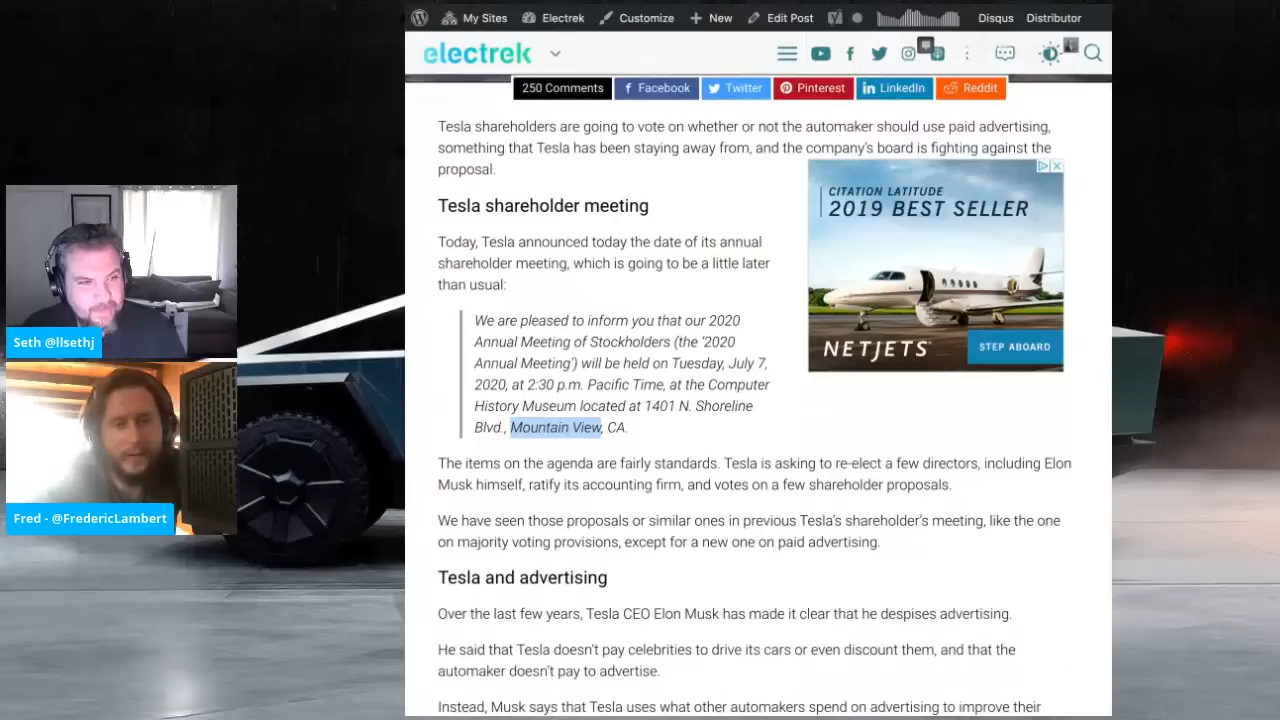 My Sites Electrek Customize New Edit Post Disqus Distributor
electrek
250 Comments Facebook Twitter Pinterest LinkedIn Reddit
Tesla shareholders are going to vote on whether or not the automaker should use paid advertising,
something that Tesla has been staying away from, and the company's board is fighting against the
proposal.
Tesla shareholder meeting
Today, Tesla announced today the date of its annual
shareholder meeting, which is going to be a little later
than usual:
We are pleased to inform you that our 2020
Annual Meeting of Stockholders (the '2020
Annual Meeting') will be held on Tuesday, July 7,
2020, at 2:30 p.m. Pacific Time, at the Computer
History Museum located at 1401 N. Shoreline
Blvd., Mountain View, CA.
CITATION LATITUDE
2019 BEST SELLER
NETJETS
STEP ABOARD
The items on the agenda are fairly standards. Tesla is asking to re-elect a few directors, including Elon
Musk himself, ratify its accounting firm, and votes on a few shareholder proposals.
We have seen those proposals or similar ones in previous Tesla's shareholder's meeting, like the one
on majority voting provisions, except for a new one on paid advertising.
Tesla and advertising
Over the last few years, Tesla CEO Elon Musk has made it clear that he despises advertising.
He said that Tesla doesn't pay celebrities to drive its cars or even discount them, and that the
automaker doesn't pay to advertise.
Instead, Musk says that Tesla uses what other automakers spend on advertising to improve their
Seth @llsethj
Fred - @FredericLambert